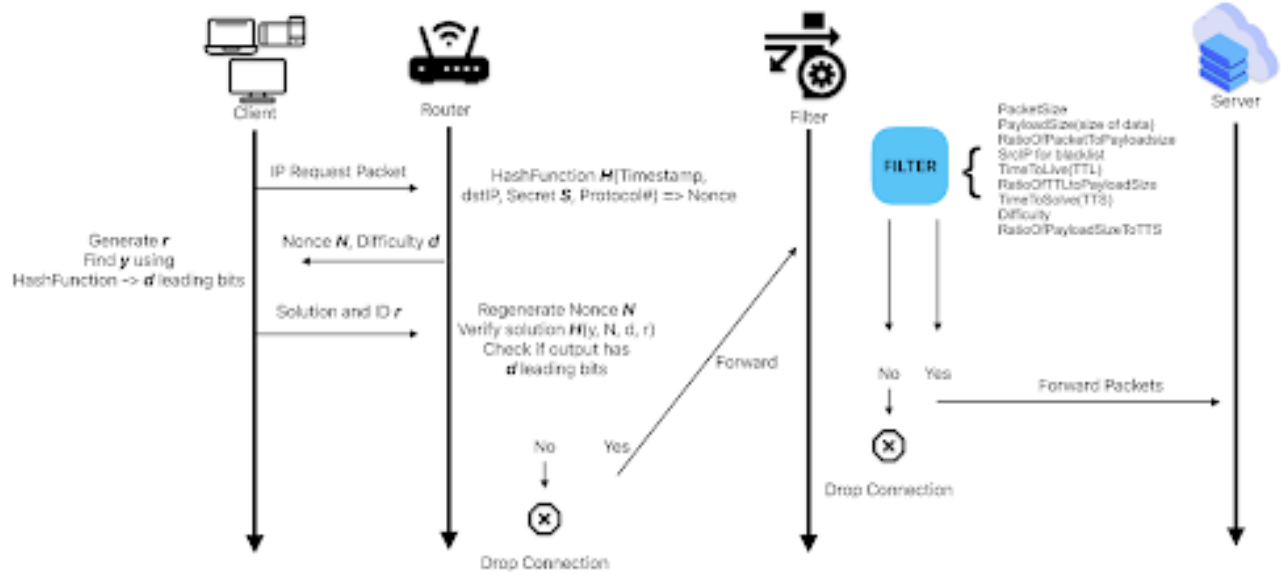 Client
Router
Filter
Server
IP Request Packet
HashFunction H(Timestamp,
dstIP, Secret S, Protocol#) => Nonce
Generate r
Find y using
HashFunction -> d leading bits
Nonce N, Difficulty d
Solution and ID r
Regenerate Nonce N
Verify solution H(y, N, d, r)
Check if output has
d leading bits
No
Yes
Drop Connection
Forward
FILTER
{
PacketSize
PayloadSize(size of data)
RatioOfPacketToPayloadsize
SrcIP for blacklist
TimeToLive(TTL)
RatioOfTTLtoPayloadSize
TimeToSolve(TTS)
Difficulty
RatioOfPayloadSizeToTTS
No
Yes
Drop Connection
Forward Packets